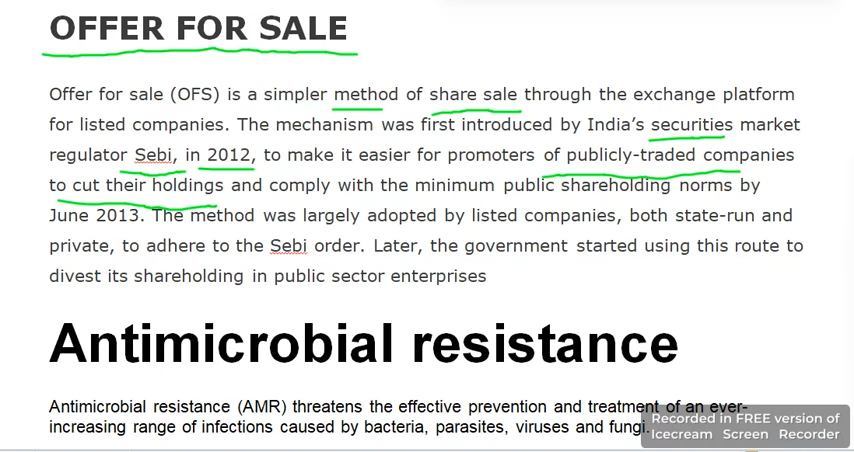 OFFER FOR SALE
Offer for sale (OFS) is a simpler method of share sale through the exchange platform
for listed companies. The mechanism was first introduced by India’s securities market
regulator Sebi, in 2012, to make it easier for promoters of publicly-traded companies
to cut their holdings and comply with the minimum public shareholding norms by
June 2013. The method was largely adopted by listed companies, both state-run and
private, to adhere to the Sebi order. Later, the government started using this route to
divest its shareholding in public sector enterprises
Antimicrobial resistance
Antimicrobial resistance (AMR) threatens the effective prevention and treatment of an ever-
increasing range of infections caused by bacteria, parasites, viruses and fungi.
Recorded in FREE version of
Icecream Screen Recorder